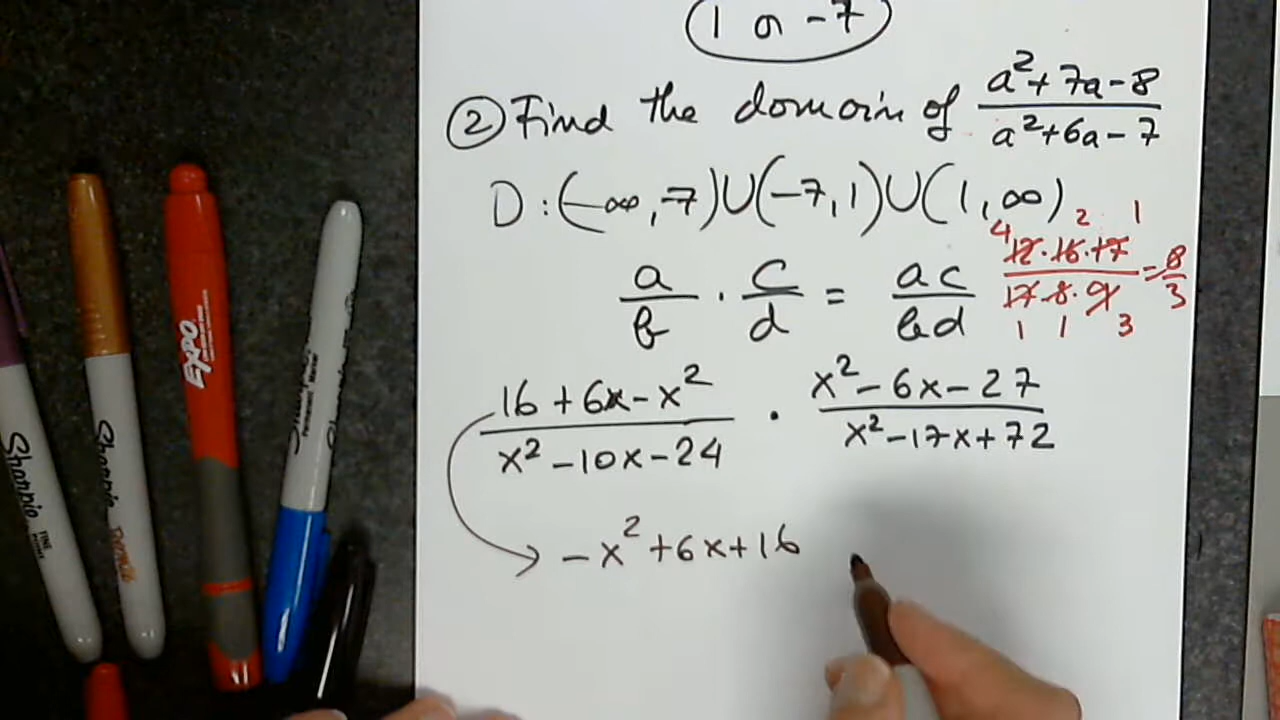 1 or -7
② Find the domain of (a² + 7a - 8)/(a² + 6a - 7)
D : (-∞, -7) ∪ (-7, 1) ∪ (1, ∞)
4 2 1
12 · 16 · 17 / 17 · 8 · 9 = 8/3
1 1 3
a/b · c/d = ac/bd
(16 + 6x - x²)/(x² - 10x - 24) · (x² - 6x - 27)/(x² - 17x + 72)
→ -x² + 6x + 16
Sharpie
FINE
Sharpie
EXPO